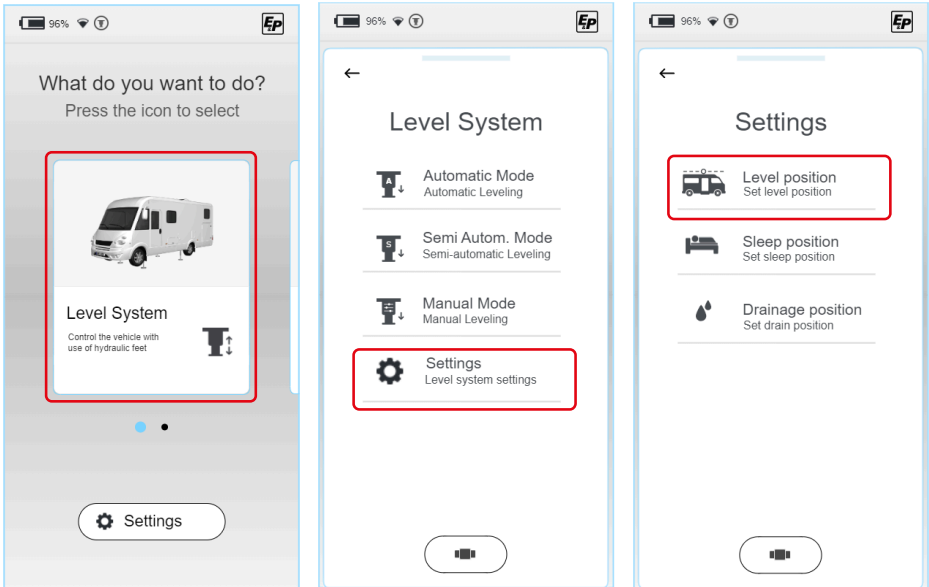 96%
E:P
What do you want to do?
Press the icon to select
Level System
Control the vehicle with
use of hydraulic feet
Settings
96%
E:P
Level System
A
Automatic Mode
Automatic Leveling
S
Semi Autom. Mode
Semi-automatic Leveling
Manual Mode
Manual Leveling
Settings
Level system settings
96%
E:P
Settings
Level position
Set level position
Sleep position
Set sleep position
Drainage position
Set drain position